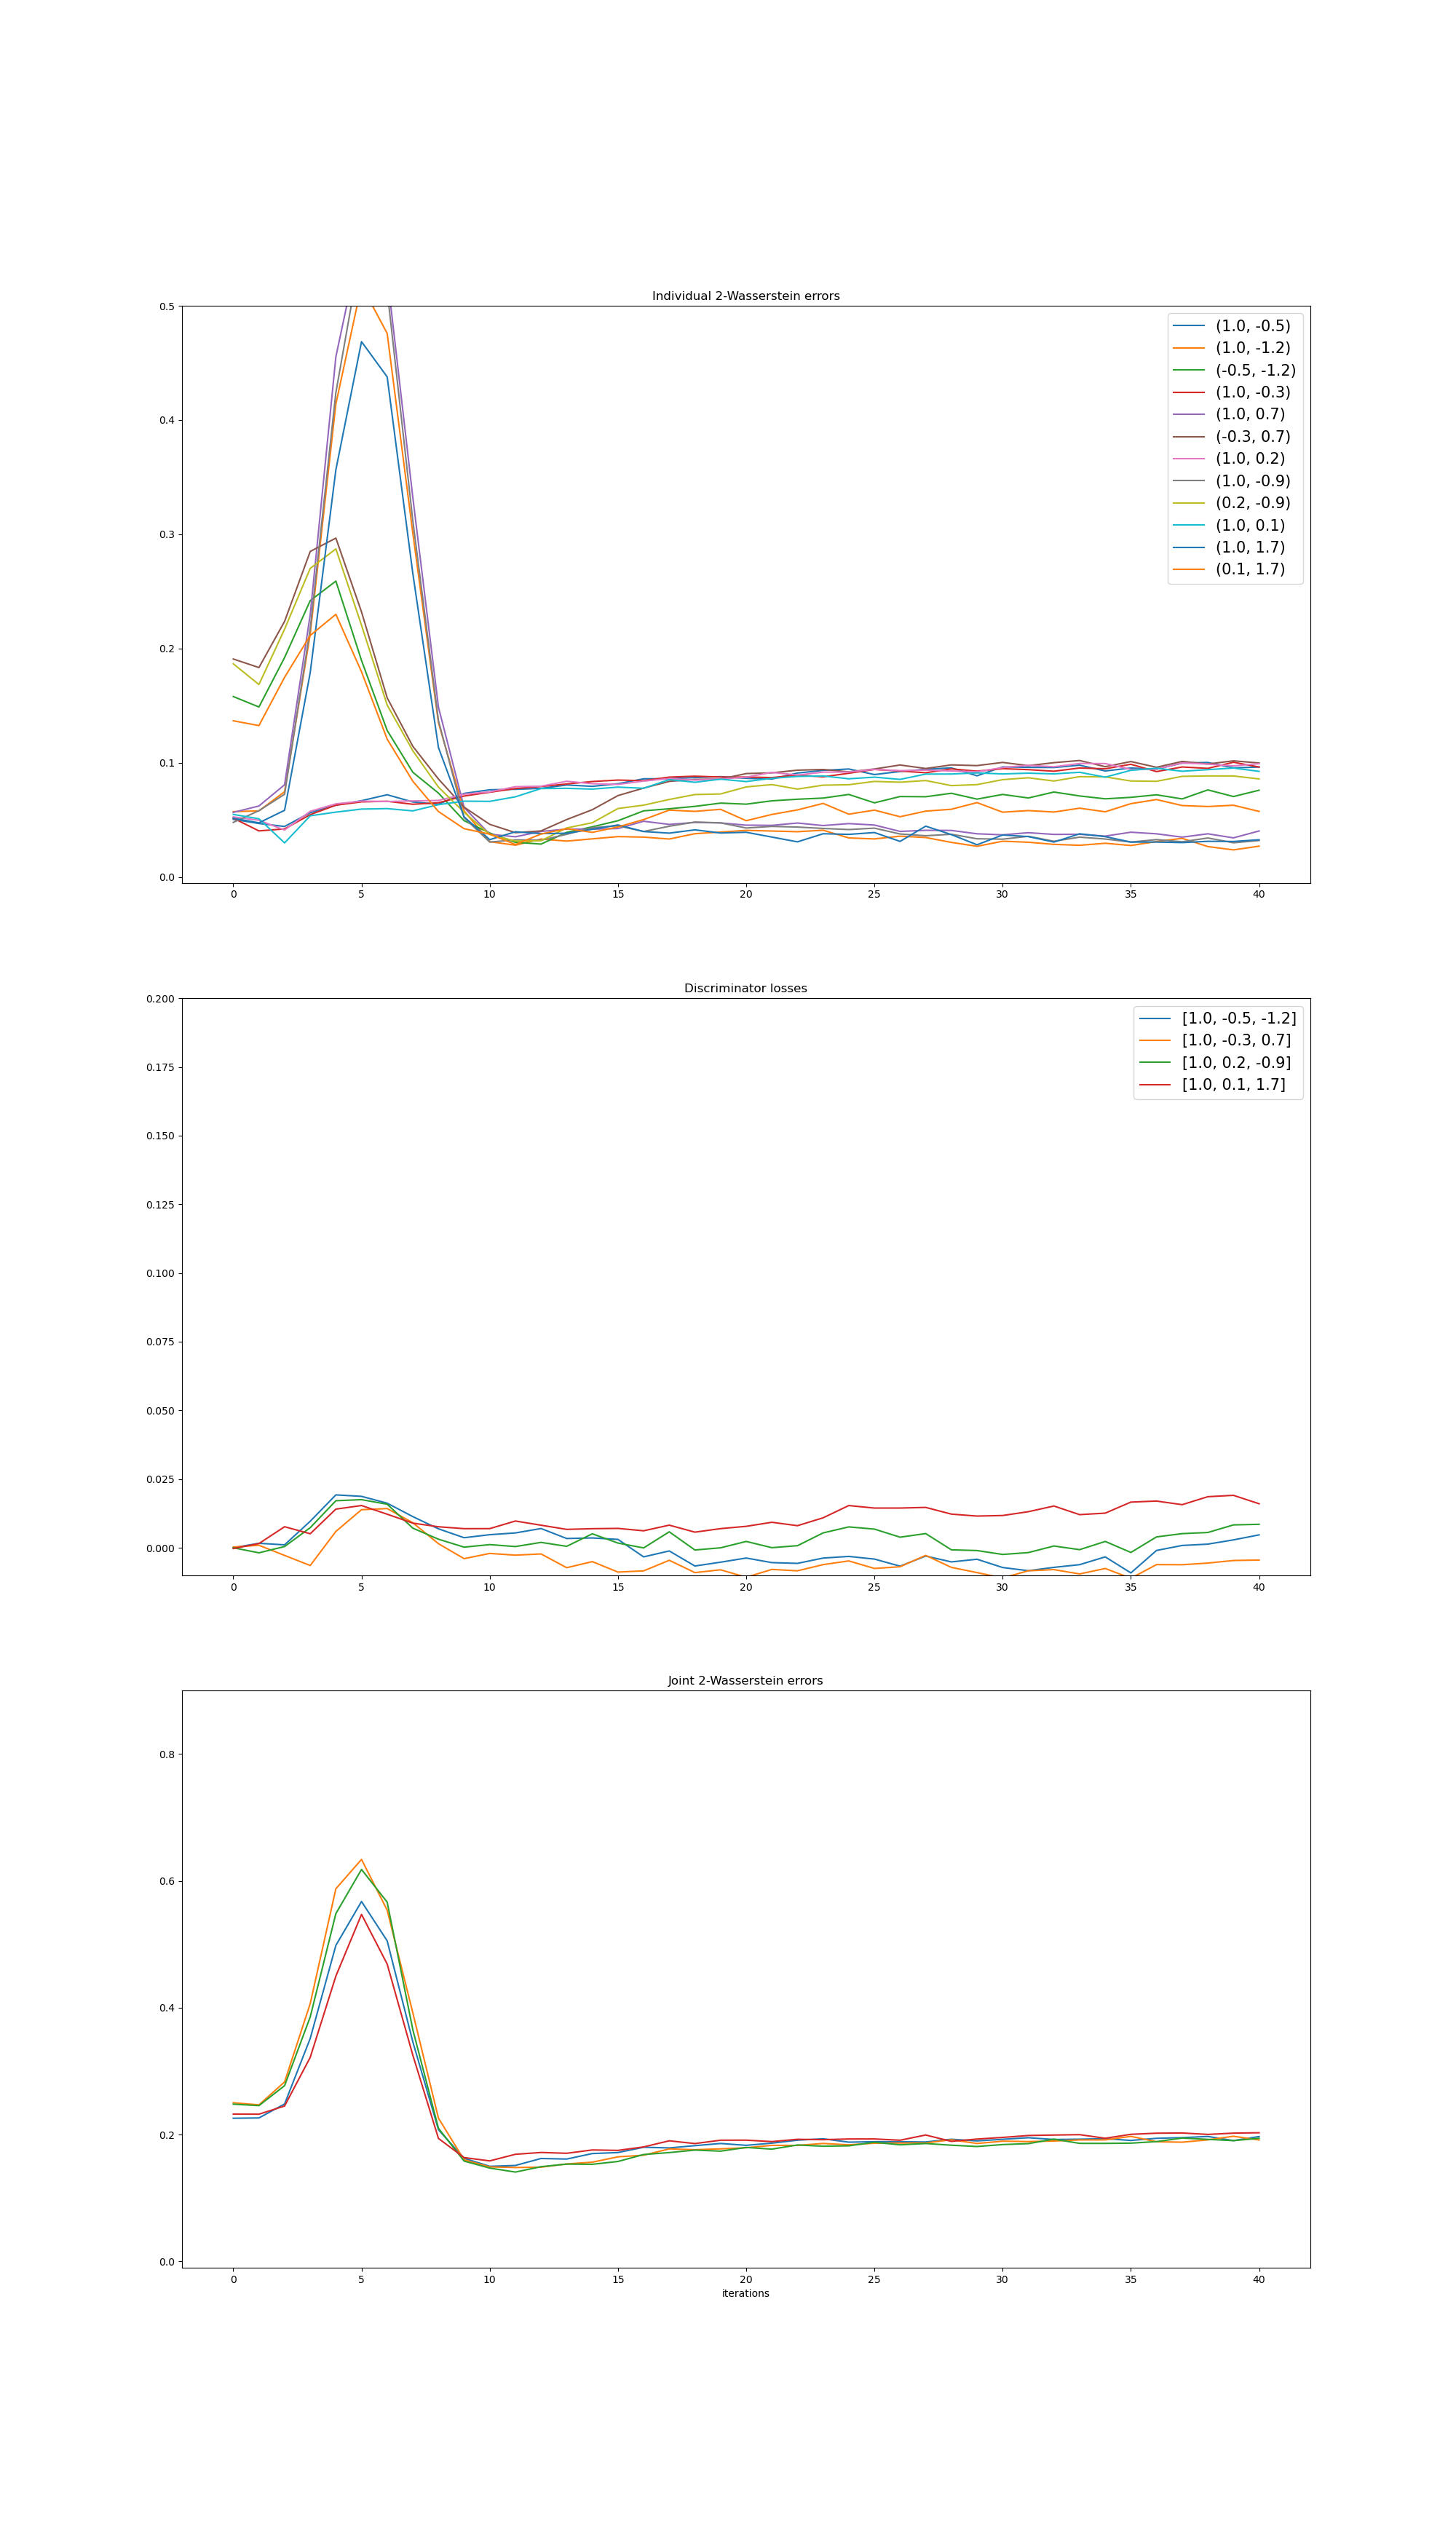 Individual 2-Wasserstein errors
0.5
0.4
0.3
0.2
0.1
0.0
0 5 10 15 20 25 30 35 40
(1.0, -0.5)
(1.0, -1.2)
(-0.5, -1.2)
(1.0, -0.3)
(1.0, 0.7)
(-0.3, 0.7)
(1.0, 0.2)
(1.0, -0.9)
(0.2, -0.9)
(1.0, 0.1)
(1.0, 1.7)
(0.1, 1.7)
Discriminator losses
0.200
0.175
0.150
0.125
0.100
0.075
0.050
0.025
0.000
0 5 10 15 20 25 30 35 40
[1.0, -0.5, -1.2]
[1.0, -0.3, 0.7]
[1.0, 0.2, -0.9]
[1.0, 0.1, 1.7]
Joint 2-Wasserstein errors
0.8
0.6
0.4
0.2
0.0
0 5 10 15 20 25 30 35 40
iterations